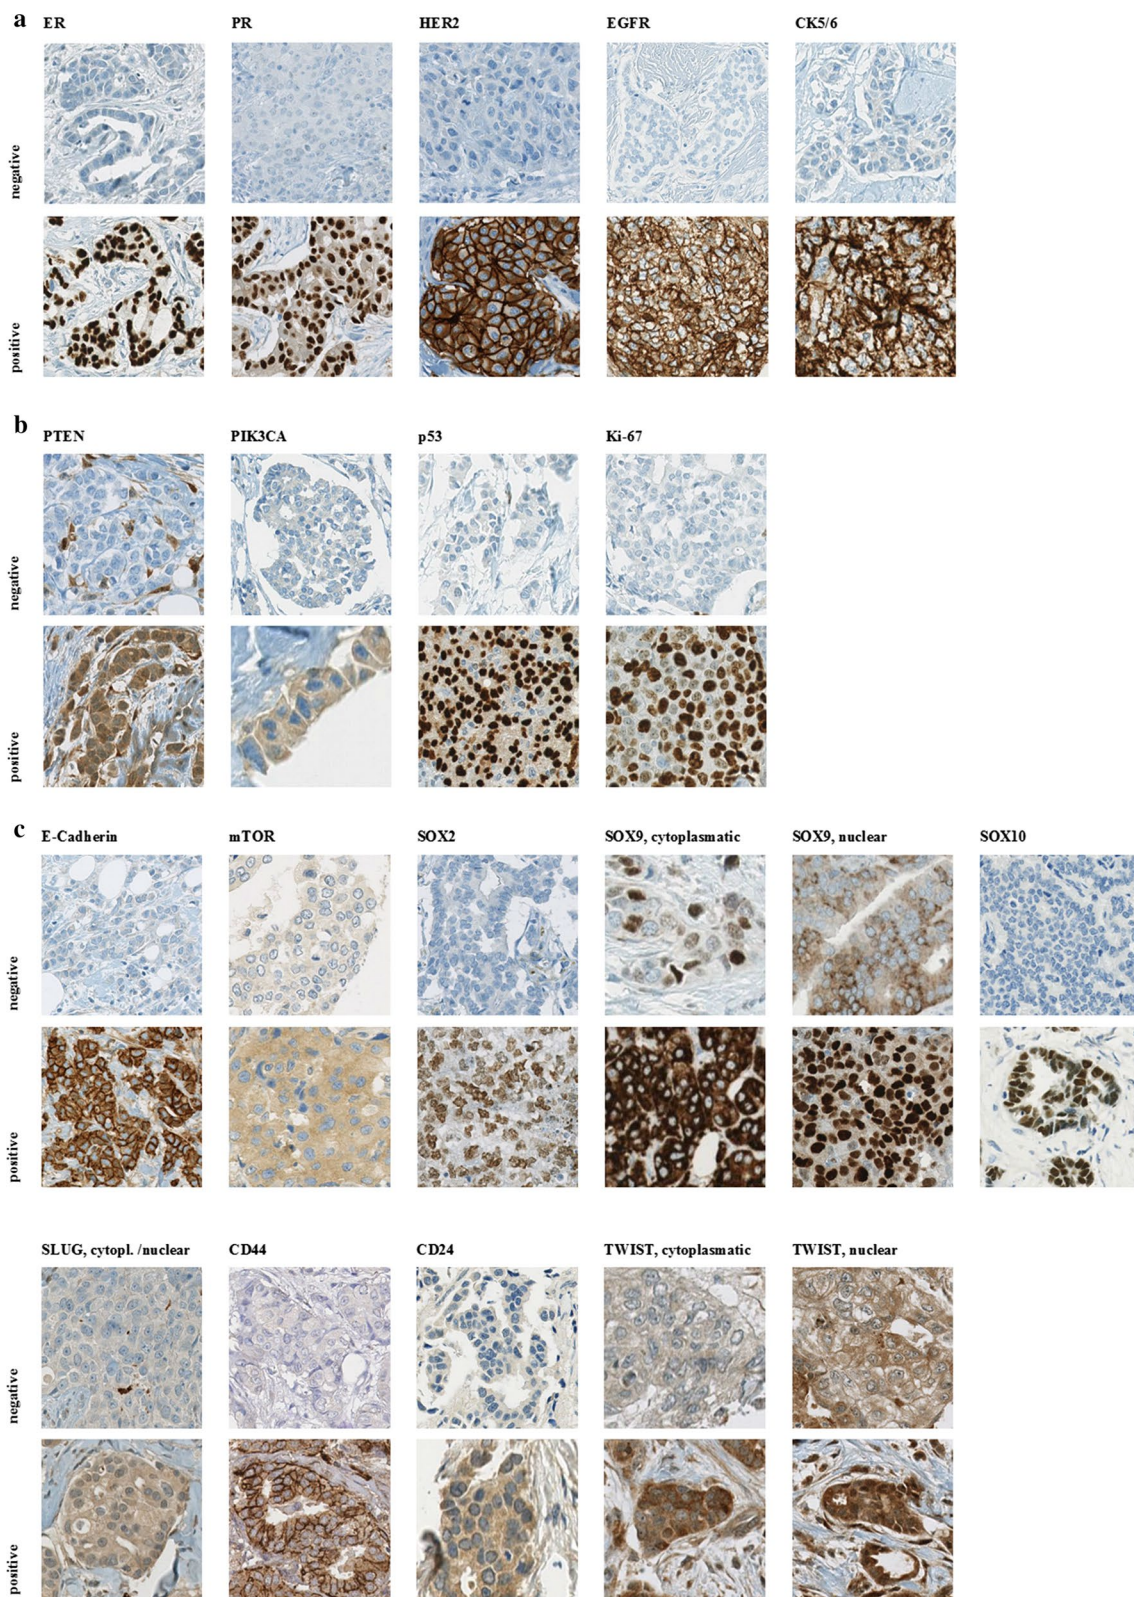 a
ER PR HER2 EGFR CK5/6
negative
positive
b
PTEN PIK3CA p53 Ki-67
negative
positive
c
E-Cadherin mTOR SOX2 SOX9, cytoplasmatic SOX9, nuclear SOX10
negative
positive
SLUG, cytopl. /nuclear CD44 CD24 TWIST, cytoplasmatic TWIST, nuclear
negative
positive